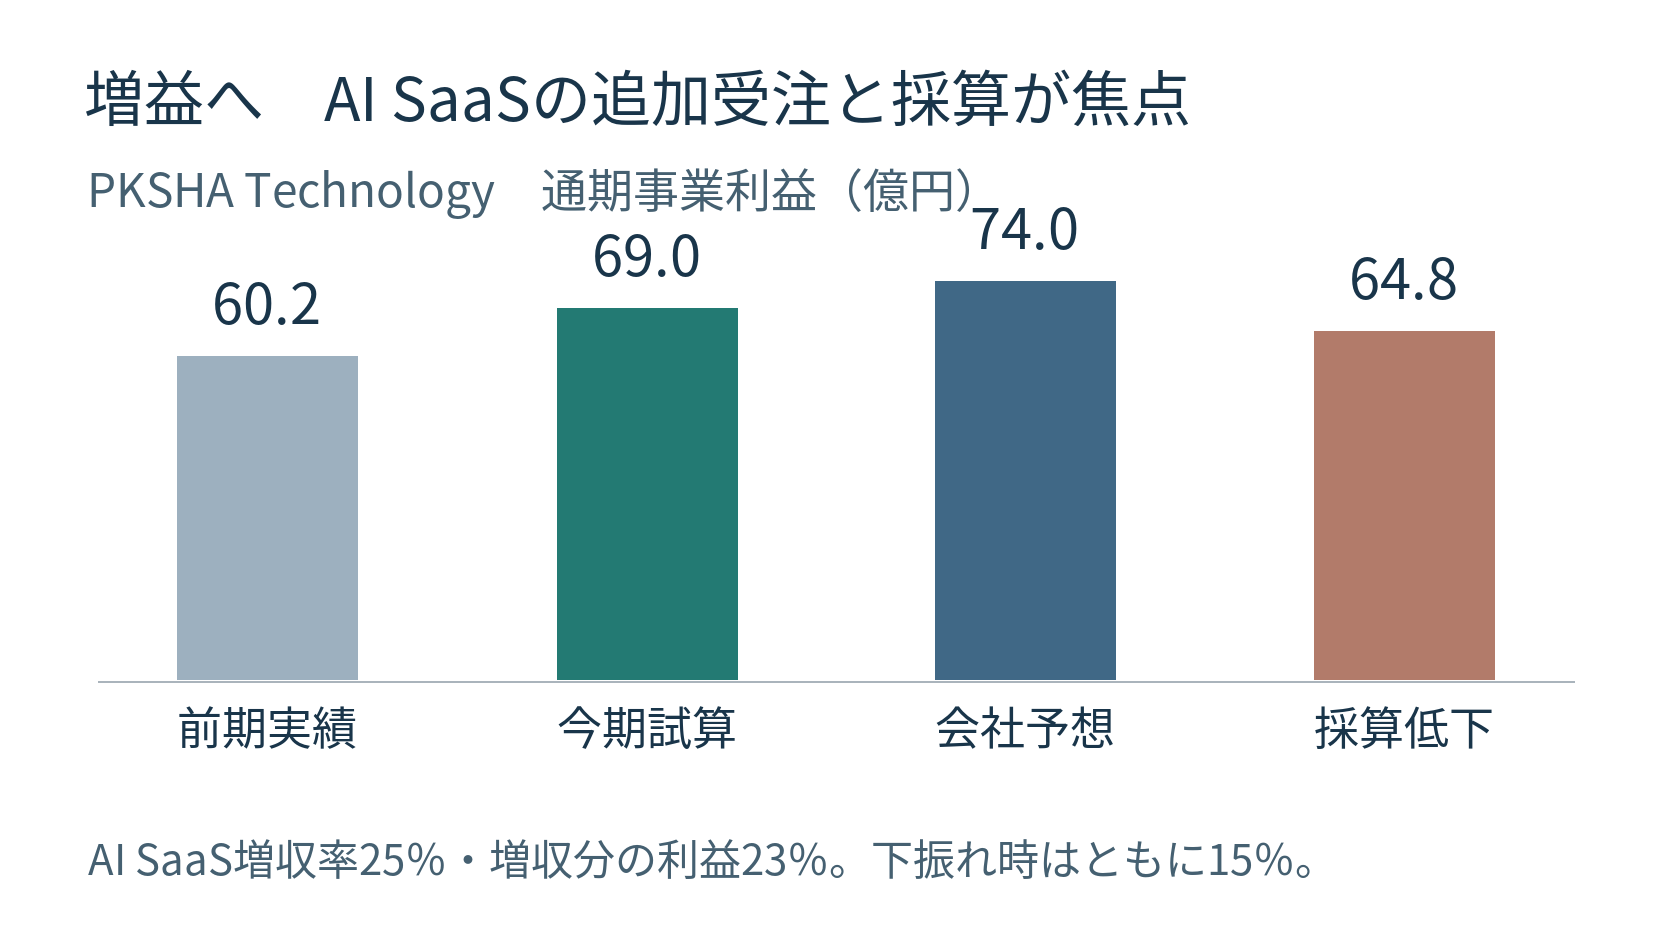 増益へ　AI SaaSの追加受注と採算が焦点
PKSHA Technology　通期事業利益（億円）
60.2
69.0
74.0
64.8
前期実績
今期試算
会社予想
採算低下
AI SaaS増収率25%・増収分の利益23%。下振れ時はともに15%。